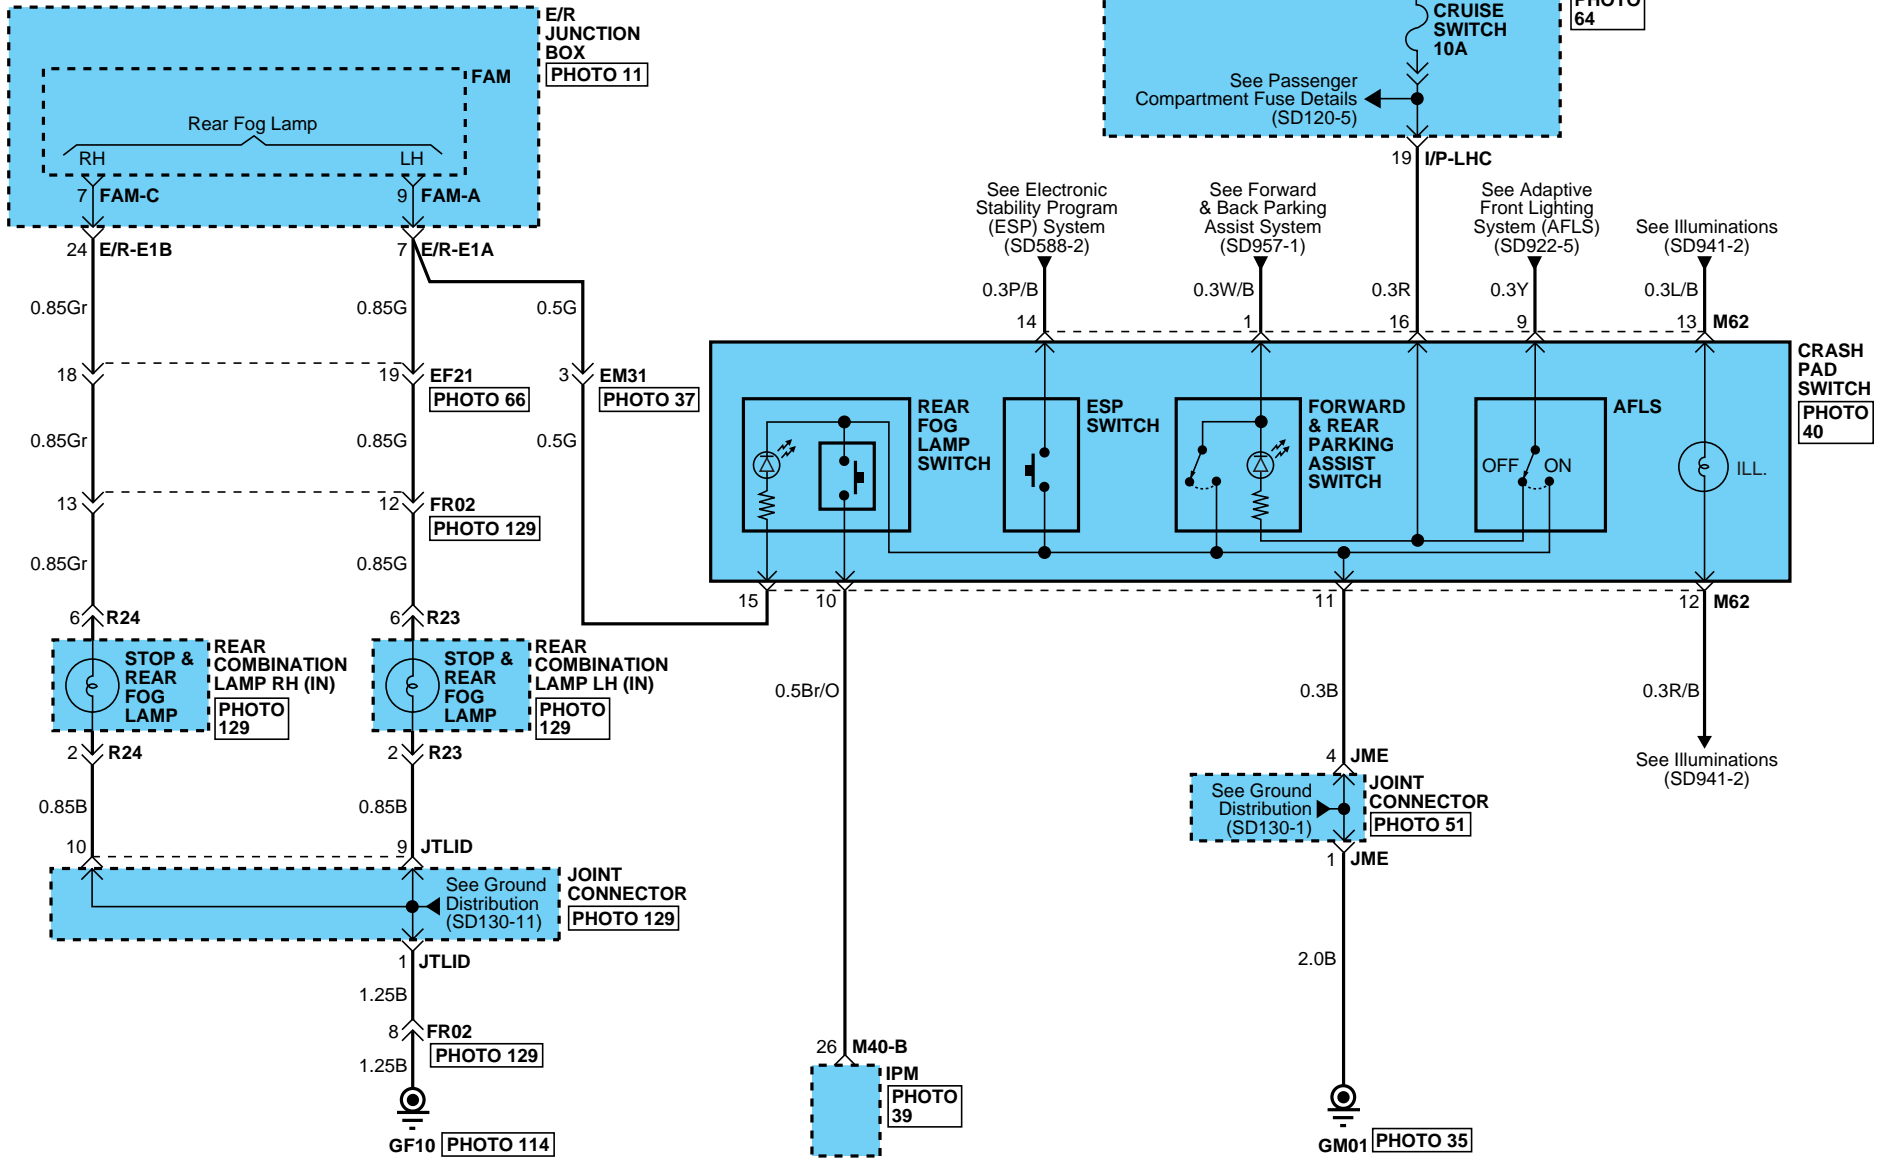 E/R
JUNCTION
BOX
PHOTO 11
FAM
Rear Fog Lamp
RH
LH
7
FAM-C
9
FAM-A
24
E/R-E1B
7
E/R-E1A
0.85Gr
0.85G
0.5G
18
19
EF21
PHOTO 66
3
EM31
PHOTO 37
0.85Gr
0.85G
0.5G
13
12
FR02
PHOTO 129
0.85Gr
0.85G
6
R24
6
R23
STOP &
REAR
FOG
LAMP
REAR
COMBINATION
LAMP RH (IN)
PHOTO
129
STOP &
REAR
FOG
LAMP
REAR
COMBINATION
LAMP LH (IN)
PHOTO
129
2
R24
2
R23
0.85B
0.85B
10
9
JTLID
See Ground
Distribution
(SD130-11)
JOINT
CONNECTOR
PHOTO 129
1
JTLID
1.25B
8
FR02
PHOTO 129
1.25B
GF10
PHOTO 114
CRUISE
SWITCH
10A
PHOTO
64
See Passenger
Compartment Fuse Details
(SD120-5)
19
I/P-LHC
See Electronic
Stability Program
(ESP) System
(SD588-2)
See Forward
& Back Parking
Assist System
(SD957-1)
See Adaptive
Front Lighting
System (AFLS)
(SD922-5)
See Illuminations
(SD941-2)
0.3P/B
0.3W/B
0.3R
0.3Y
0.3L/B
14
1
16
9
13
M62
CRASH
PAD
SWITCH
PHOTO
40
REAR
FOG
LAMP
SWITCH
ESP
SWITCH
FORWARD
& REAR
PARKING
ASSIST
SWITCH
AFLS
OFF
ON
ILL.
15
10
11
12
M62
0.5Br/O
0.3B
0.3R/B
4
JME
See Ground
Distribution
(SD130-1)
JOINT
CONNECTOR
PHOTO 51
1
JME
See Illuminations
(SD941-2)
2.0B
26
M40-B
IPM
PHOTO
39
GM01
PHOTO 35